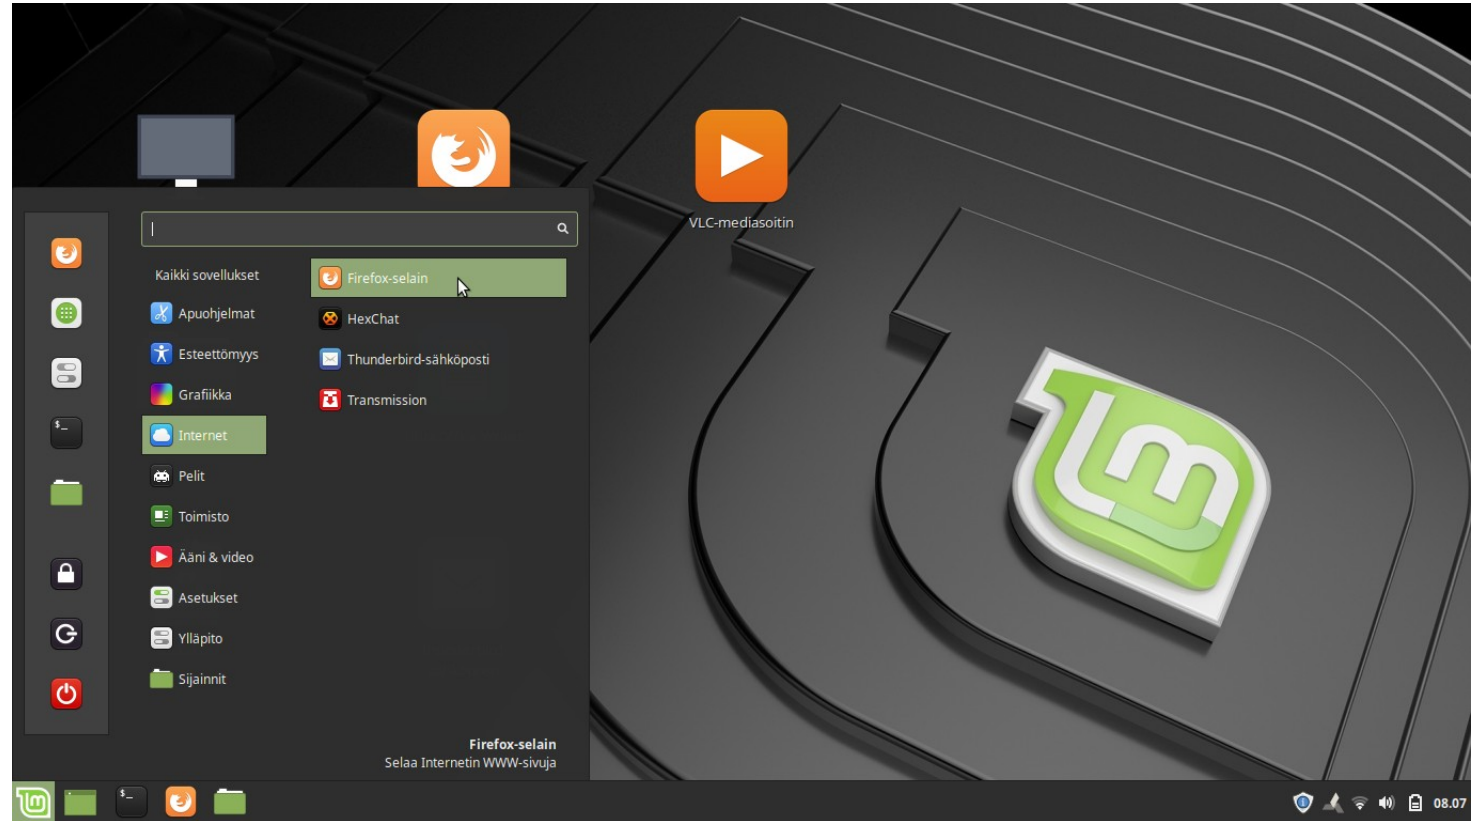 VLC-mediasoitin
Kaikki sovellukset
Apuohjelmat
Esteettömyys
Grafiikka
Internet
Pelit
Toimisto
Ääni & video
Asetukset
Ylläpito
Sijainnit
Firefox-selain
HexChat
Thunderbird-sähköposti
Transmission
Firefox-selain
Selaa Internetin WWW-sivuja
$_
$_
08.07